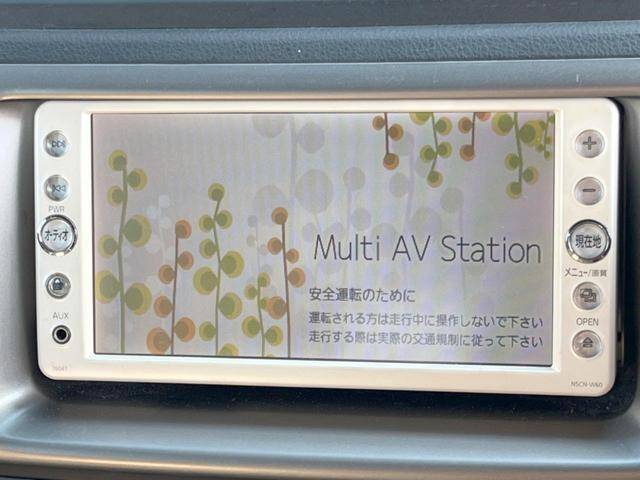 PWR
オーディオ
AUX
16041
Multi AV Station
安全運転のために
運転される方は走行中に操作しないで下さい
走行する際は実際の交通規制に従って下さい
現在地
メニュー/画質
OPEN
NSCN-W60